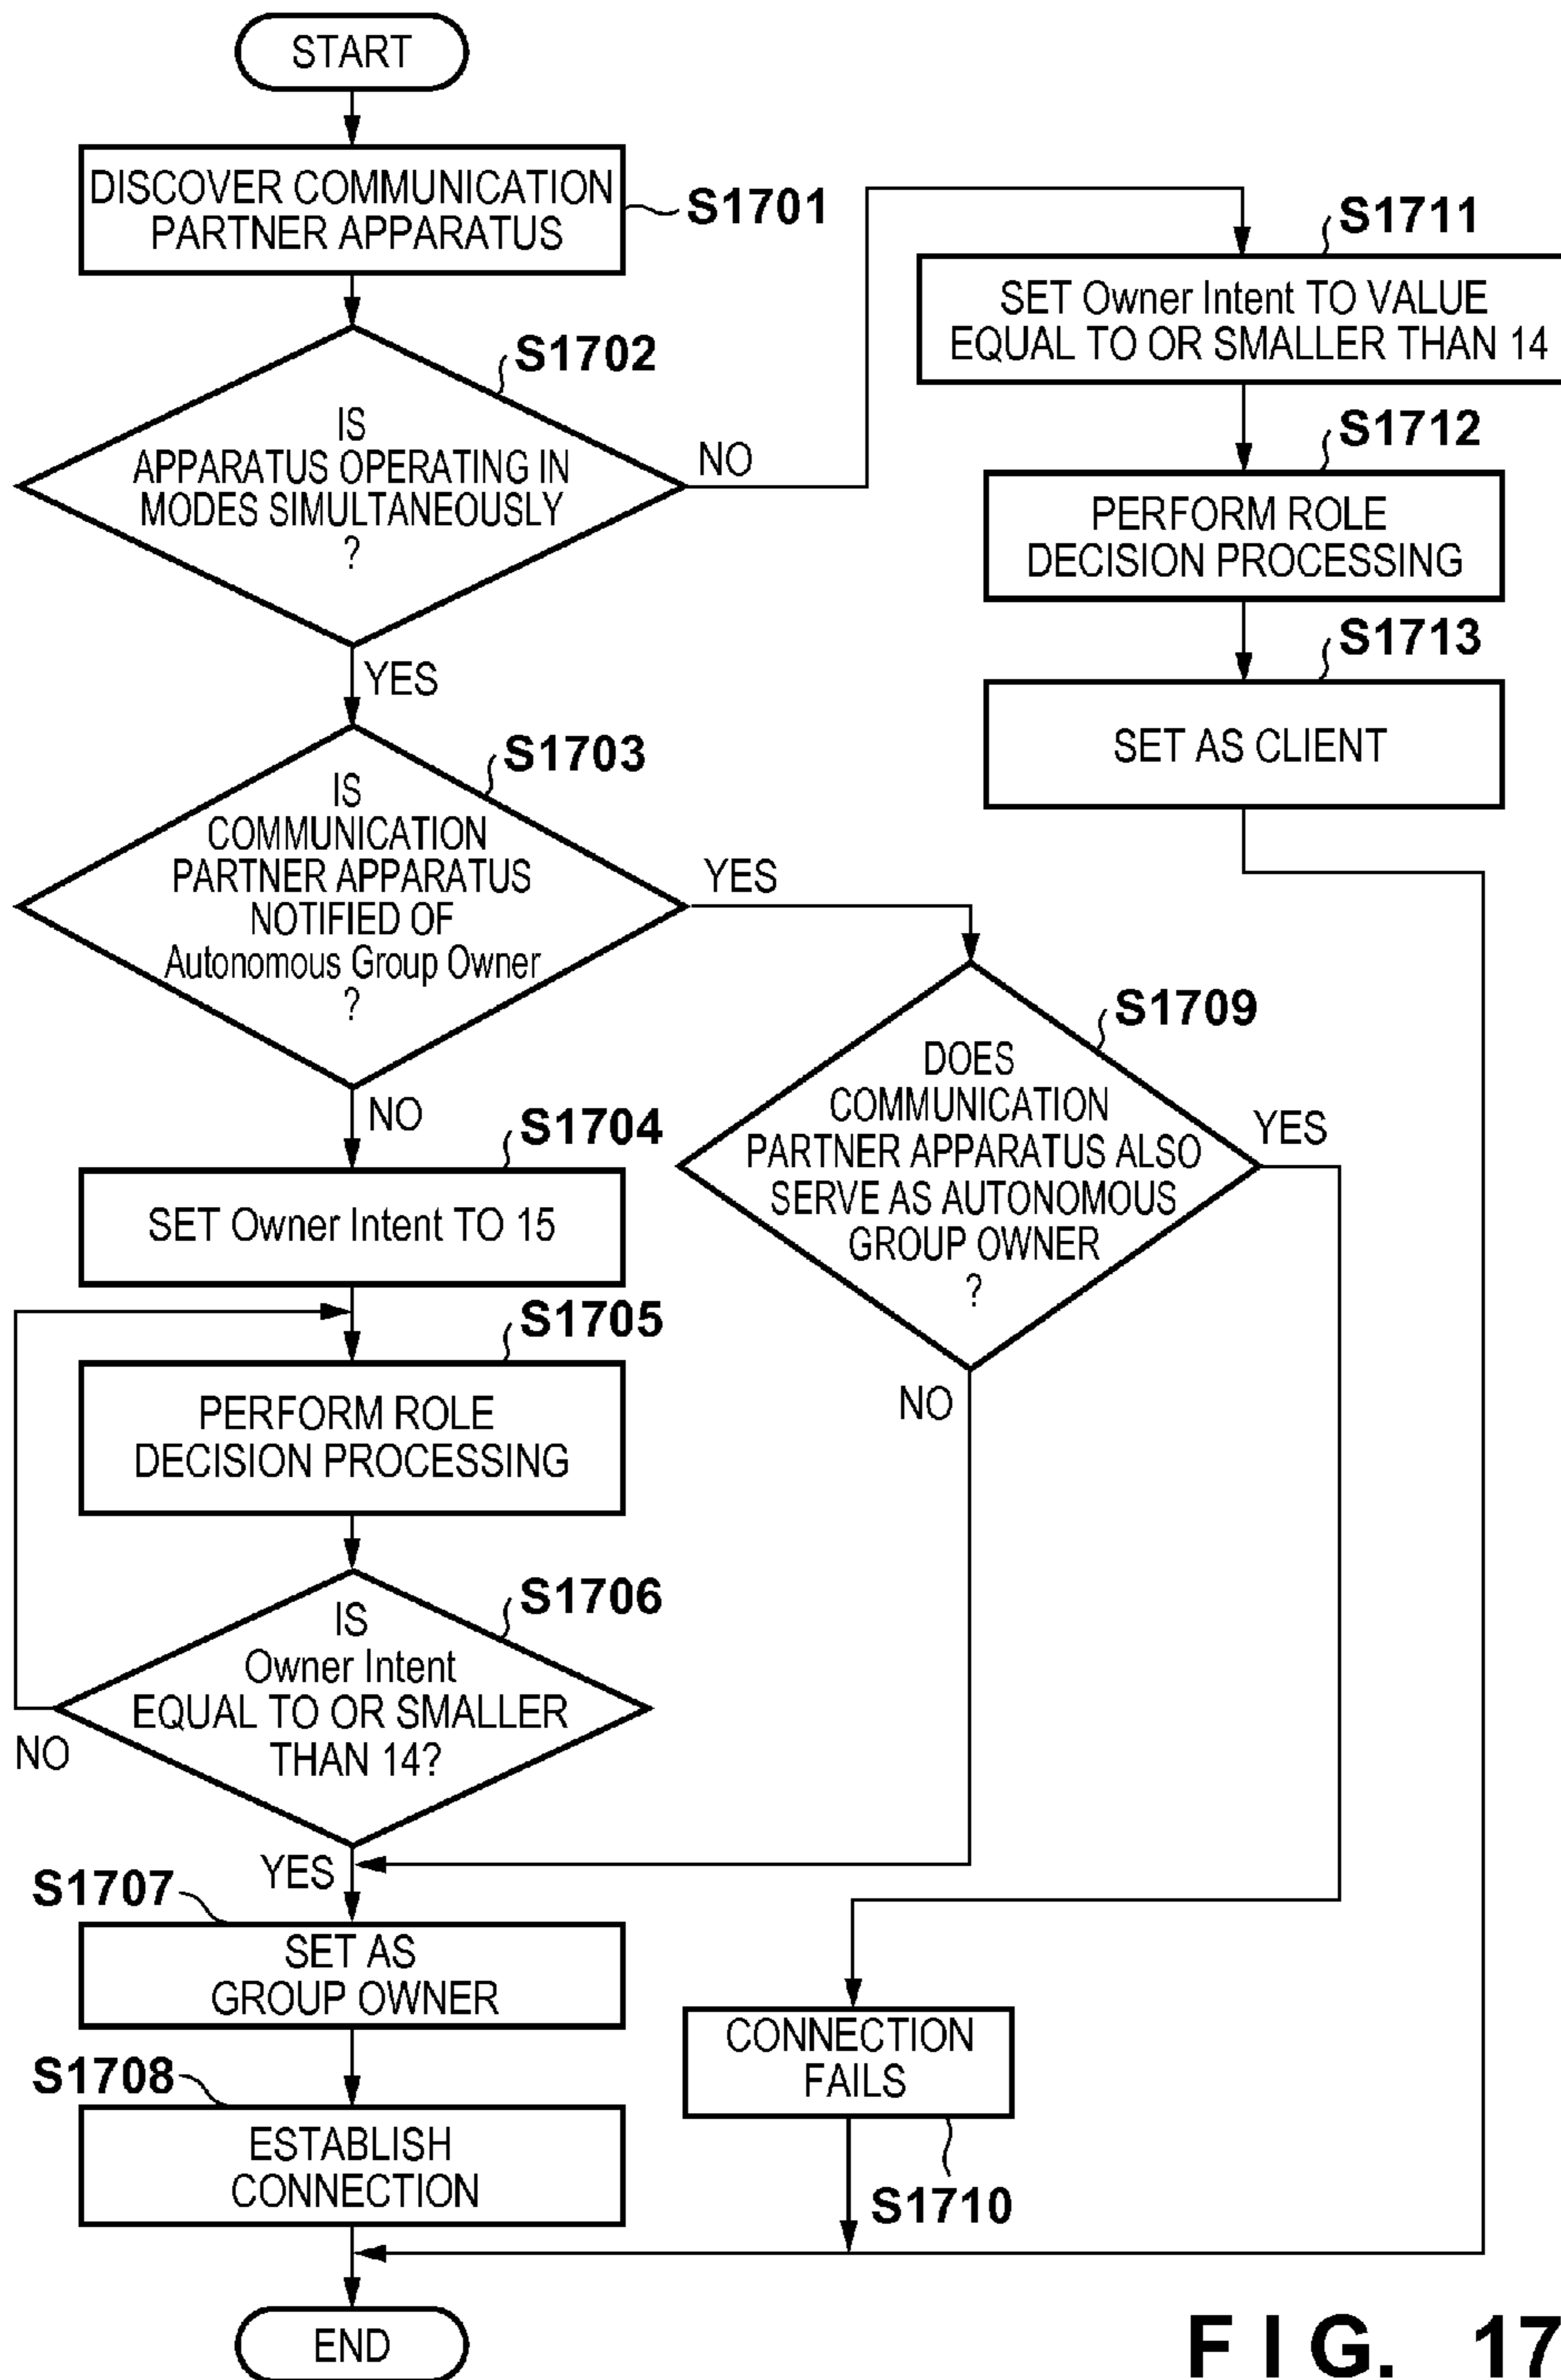 START
DISCOVER COMMUNICATION
PARTNER APPARATUS
S1701
S1702
IS
APPARATUS OPERATING IN
MODES SIMULTANEOUSLY
?
NO
YES
S1711
SET Owner Intent TO VALUE
EQUAL TO OR SMALLER THAN 14
S1712
PERFORM ROLE
DECISION PROCESSING
S1713
SET AS CLIENT
S1703
IS
COMMUNICATION
PARTNER APPARATUS
NOTIFIED OF
Autonomous Group Owner
?
YES
NO
S1709
DOES
COMMUNICATION
PARTNER APPARATUS ALSO
SERVE AS AUTONOMOUS
GROUP OWNER
?
YES
NO
S1704
SET Owner Intent TO 15
S1705
PERFORM ROLE
DECISION PROCESSING
S1706
IS
Owner Intent
EQUAL TO OR SMALLER
THAN 14?
NO
YES
S1707
SET AS
GROUP OWNER
S1708
ESTABLISH
CONNECTION
CONNECTION
FAILS
S1710
END
FIG. 17